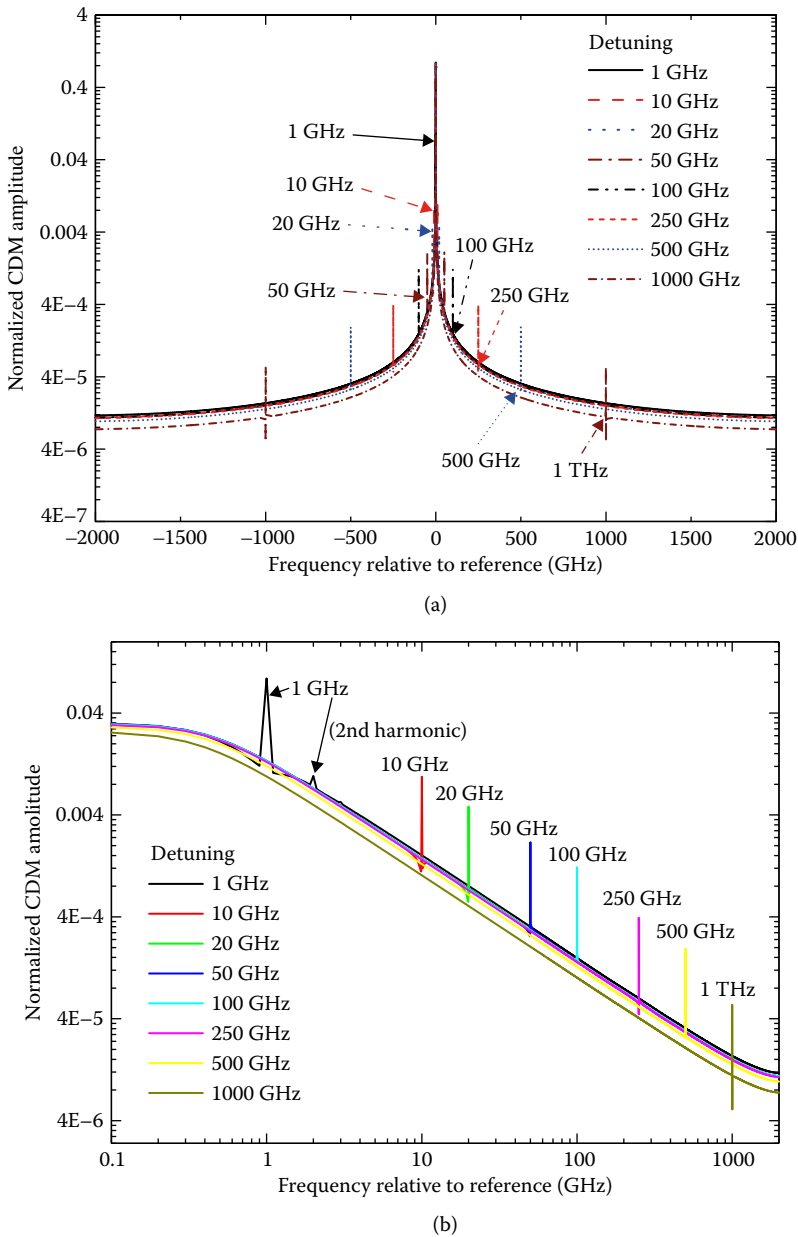 4
0.4
0.04
0.004
4E–4
4E–5
4E–6
4E–7
Normalized CDM amplitude
Detuning
1 GHz
10 GHz
20 GHz
50 GHz
100 GHz
250 GHz
500 GHz
1000 GHz
1 GHz
10 GHz
20 GHz
100 GHz
50 GHz
250 GHz
500 GHz
1 THz
–2000 –1500 –1000 –500 0 500 1000 1500 2000
Frequency relative to reference (GHz)
(a)
0.04
0.004
4E–4
4E–5
4E–6
Normalized CDM amolitude
1 GHz
(2nd harmonic)
10 GHz
20 GHz
50 GHz
100 GHz
250 GHz
500 GHz
1 THz
Detuning
1 GHz
10 GHz
20 GHz
50 GHz
100 GHz
250 GHz
500 GHz
1000 GHz
0.1 1 10 100 1000
Frequency relative to reference (GHz)
(b)